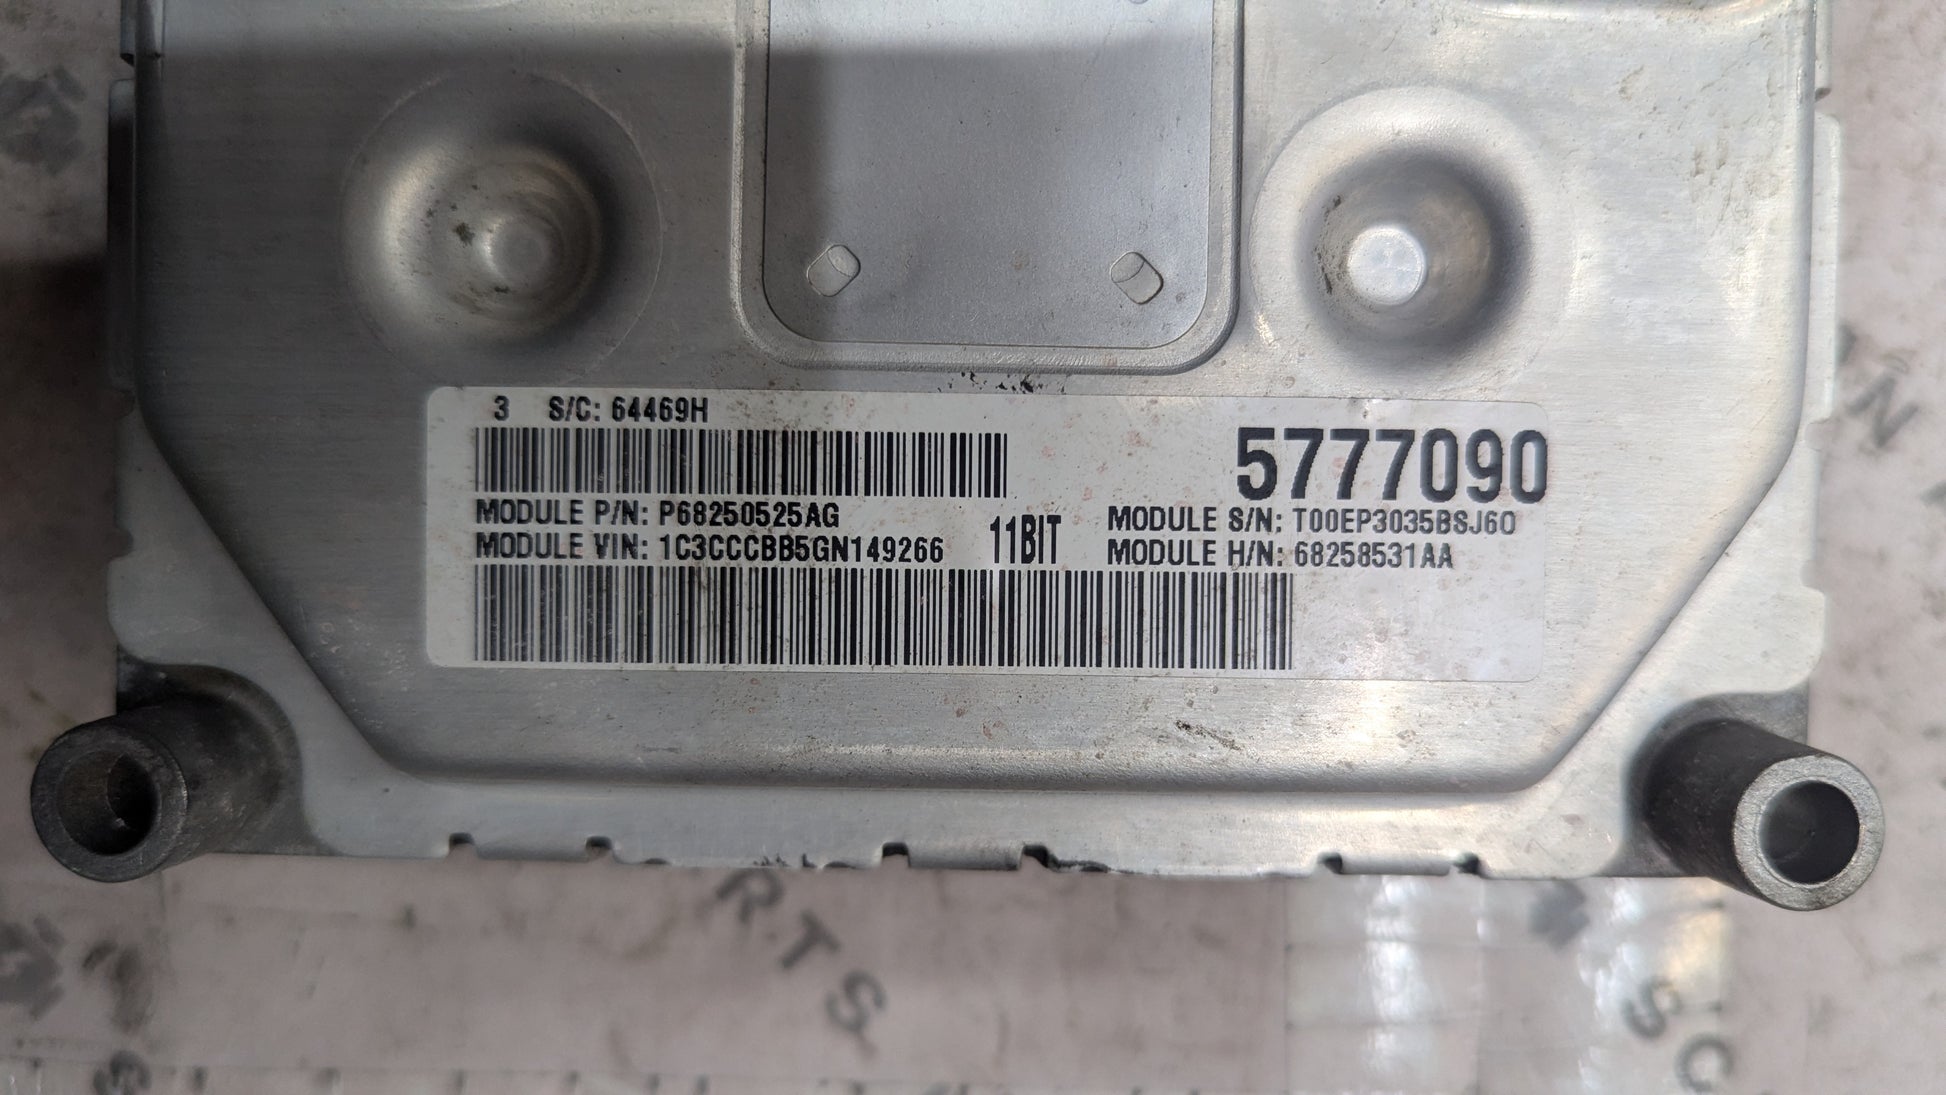 3 S/C: 64469H
5777090
MODULE P/N: P68250525AG
MODULE VIN: 1C3CCCBB5GN149266
11BIT
MODULE S/N: T00EP3035BSJ60
MODULE H/N: 68258531AA